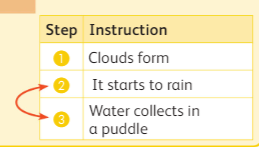 Step Instruction
1 Clouds form
2 It starts to rain
3 Water collects in
a puddle